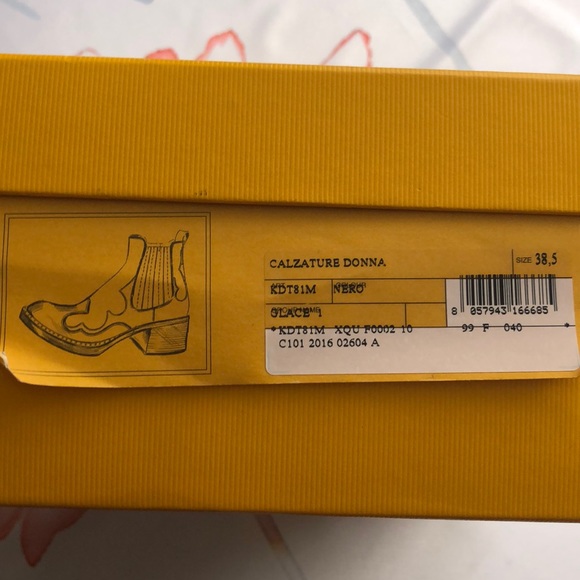 CALZATURE DONNA
SIZE 38,5
KDT81M NERO
GLACE' 1
8 057943 166685
* KDT81M XQU F0002 10 99 F 040 *
C101 2016 02604 A